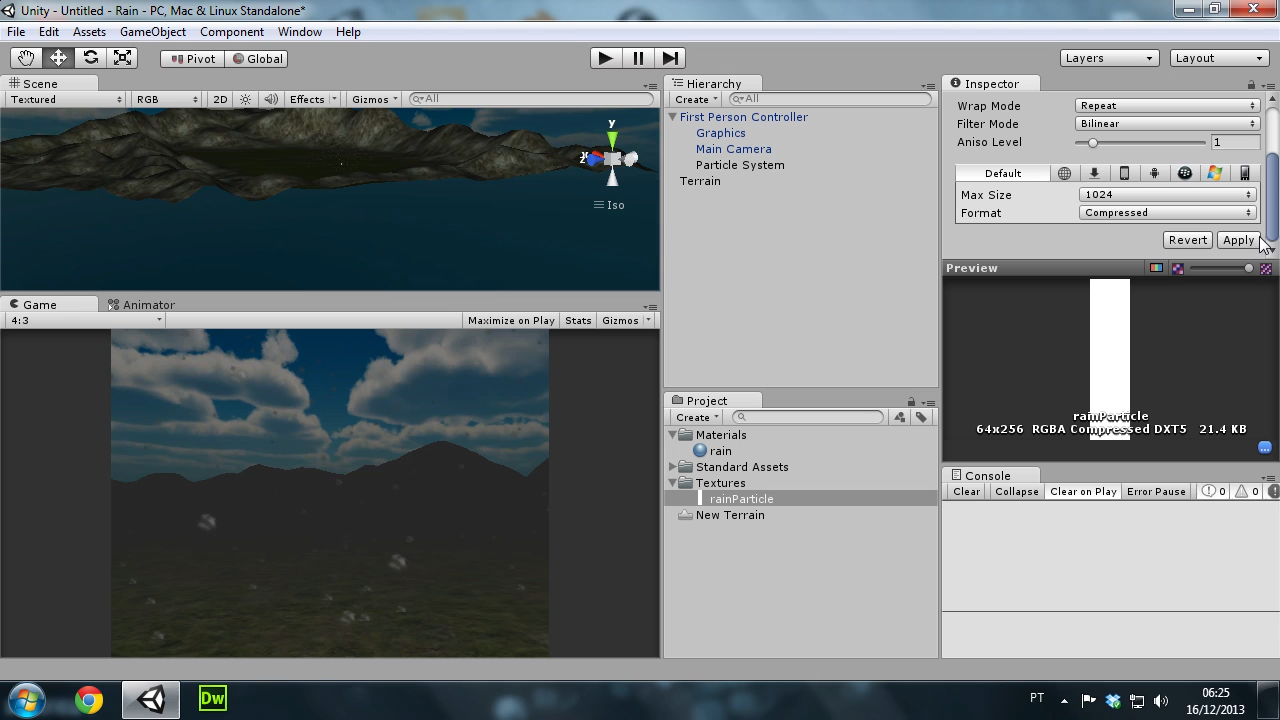 Unity - Untitled - Rain - PC, Mac & Linux Standalone*
File Edit Assets GameObject Component Window Help
Pivot Global Layers Layout
Scene
Textured RGB 2D Effects Gizmos All
y
z
Iso
Game Animator
4:3 Maximize on Play Stats Gizmos
Hierarchy
Create All
First Person Controller
Graphics
Main Camera
Particle System
Terrain
Project
Create
Materials
rain
Standard Assets
Textures
rainParticle
New Terrain
Inspector
Wrap Mode Repeat
Filter Mode Bilinear
Aniso Level 1
Default
Max Size 1024
Format Compressed
Revert Apply
Preview
rainParticle
64x256 RGBA Compressed DXT5 21.4 KB
Console
Clear Collapse Clear on Play Error Pause 0 0
Dw
PT
06:25
16/12/2013